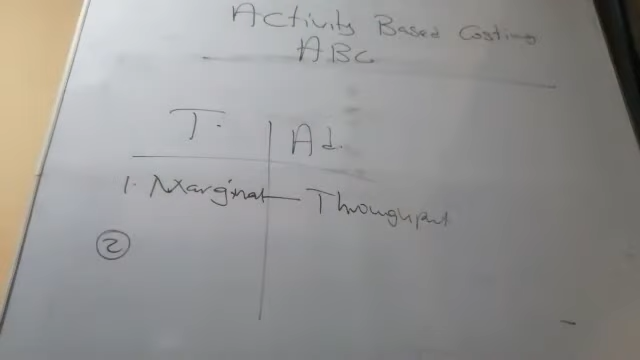 Activity Based Costing
ABC
T. Ad.
1. Marginal — Throughput
②